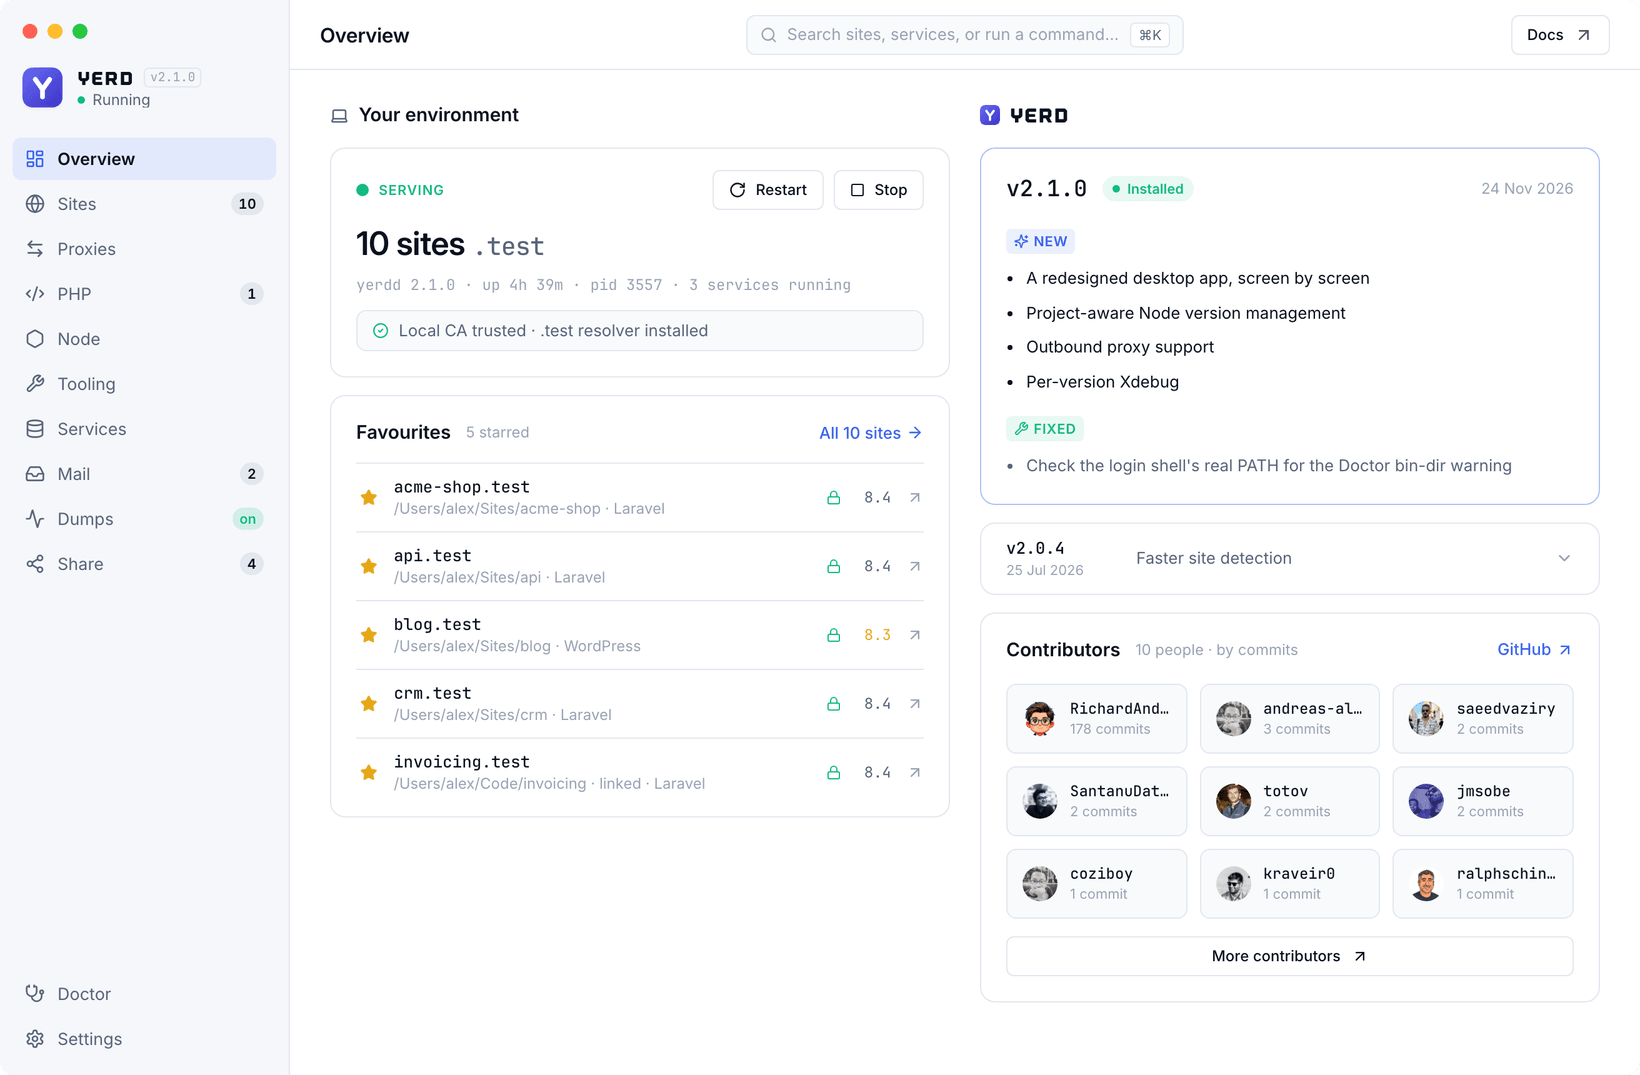 YERD v2.1.0
Running
Overview
Sites 10
Proxies
PHP 1
Node
Tooling
Services
Mail 2
Dumps on
Share 4
Doctor
Settings
Overview
Search sites, services, or run a command... ⌘K
Docs
Your environment
SERVING
Restart
Stop
10 sites .test
yerdd 2.1.0 · up 4h 39m · pid 3557 · 3 services running
Local CA trusted · .test resolver installed
Favourites 5 starred
All 10 sites
acme-shop.test
/Users/alex/Sites/acme-shop · Laravel
8.4
api.test
/Users/alex/Sites/api · Laravel
8.4
blog.test
/Users/alex/Sites/blog · WordPress
8.3
crm.test
/Users/alex/Sites/crm · Laravel
8.4
invoicing.test
/Users/alex/Code/invoicing · linked · Laravel
8.4
Y YERD
v2.1.0 Installed
24 Nov 2026
NEW
• A redesigned desktop app, screen by screen
• Project-aware Node version management
• Outbound proxy support
• Per-version Xdebug
FIXED
• Check the login shell's real PATH for the Doctor bin-dir warning
v2.0.4
25 Jul 2026
Faster site detection
Contributors 10 people · by commits
GitHub
RichardAnd...
178 commits
andreas-al...
3 commits
saeedvaziry
2 commits
SantanuDat...
2 commits
totov
2 commits
jmsobe
2 commits
coziboy
1 commit
kraveir0
1 commit
ralphschin...
1 commit
More contributors